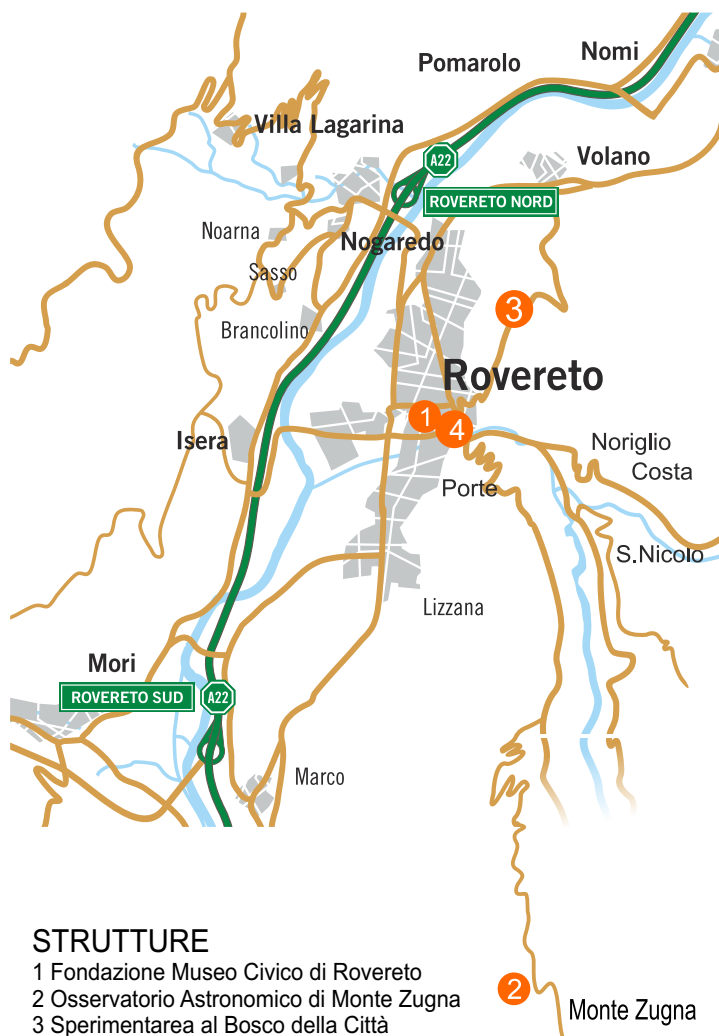 Nomi
Pomarolo
Villa Lagarina
A22
Volano
ROVERETO NORD
Noarna
Nogaredo
Sasso
3
Brancolino
Rovereto
1
4
Isera
Noriglio
Costa
Porte
S.Nicolo
Lizzana
Mori
ROVERETO SUD
A22
Marco
STRUTTURE
1 Fondazione Museo Civico di Rovereto
2 Osservatorio Astronomico di Monte Zugna
3 Sperimentarea al Bosco della Città
2
Monte Zugna